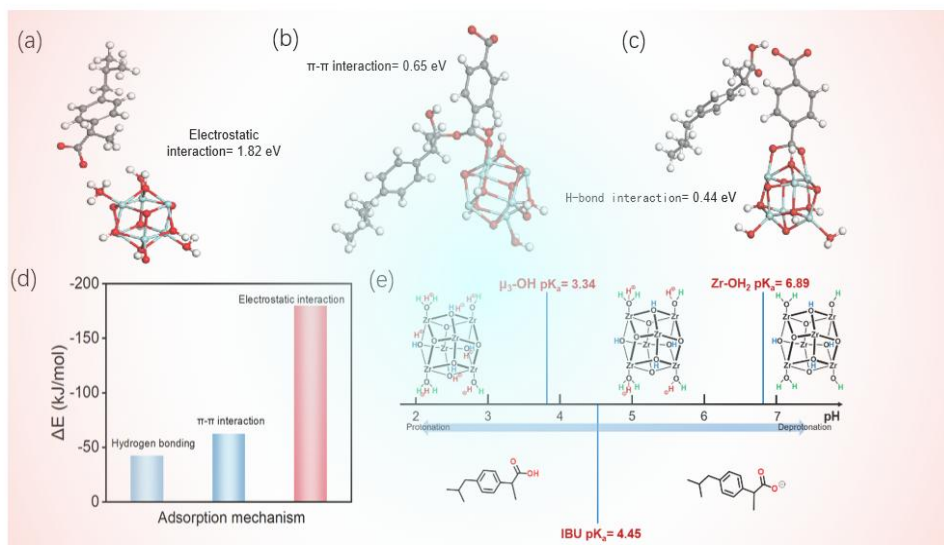 (a)
(b)
(c)
π-π interaction= 0.65 eV
Electrostatic
interaction= 1.82 eV
H-bond interaction= 0.44 eV
(d)
-200
-150
-100
-50
0
ΔE (kJ/mol)
Electrostatic interaction
π-π interaction
Hydrogen bonding
Adsorption mechanism
(e)
μ₃-OH pKₐ= 3.34
Zr-OH₂ pKₐ= 6.89
2 3 4 5 6 7 pH
Protonation Deprotonation
IBU pKₐ= 4.45
O
OH
O
O⊖